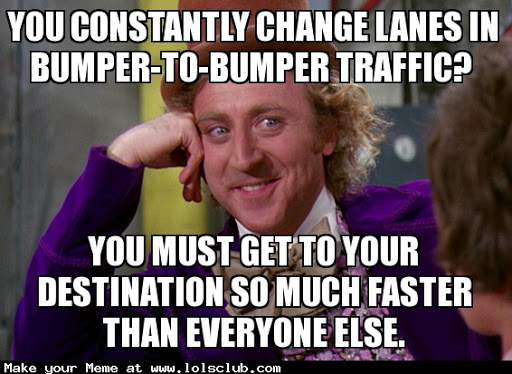 YOU CONSTANTLY CHANGE LANES IN
BUMPER-TO-BUMPER TRAFFIC?
YOU MUST GET TO YOUR
DESTINATION SO MUCH FASTER
THAN EVERYONE ELSE.
Make your Meme at www.lolsclub.com